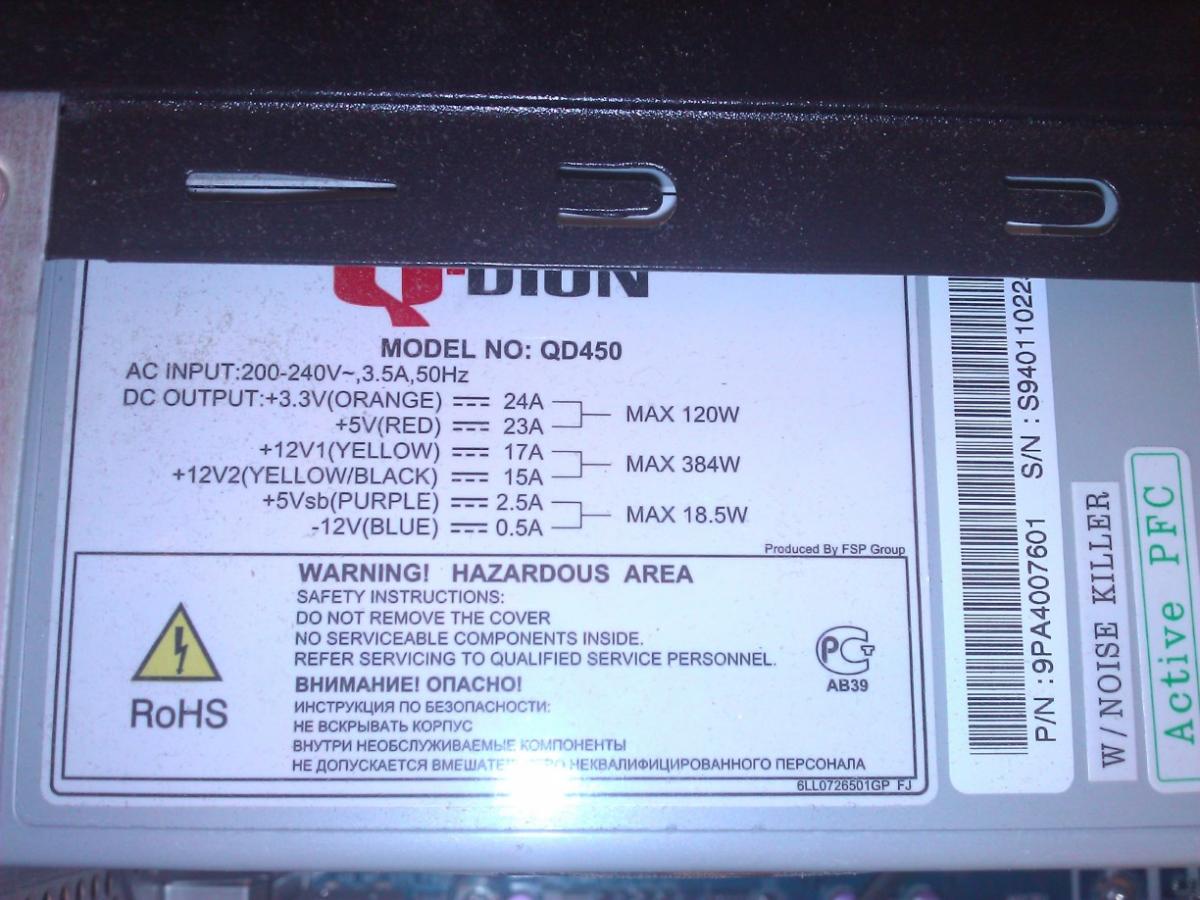 Q-DION
MODEL NO: QD450
AC INPUT:200-240V~,3.5A,50Hz
DC OUTPUT:+3.3V(ORANGE) 24A
MAX 120W
+5V(RED) 23A
+12V1(YELLOW) 17A
MAX 384W
+12V2(YELLOW/BLACK) 15A
+5Vsb(PURPLE) 2.5A
MAX 18.5W
-12V(BLUE) 0.5A
Produced By FSP Group
WARNING! HAZARDOUS AREA
SAFETY INSTRUCTIONS:
DO NOT REMOVE THE COVER
NO SERVICEABLE COMPONENTS INSIDE.
REFER SERVICING TO QUALIFIED SERVICE PERSONNEL.
ВНИМАНИЕ! ОПАСНО!
ИНСТРУКЦИЯ ПО БЕЗОПАСНОСТИ:
НЕ ВСКРЫВАТЬ КОРПУС
ВНУТРИ НЕОБСЛУЖИВАЕМЫЕ КОМПОНЕНТЫ
НЕ ДОПУСКАЕТСЯ НЕКВАЛИФИЦИРОВАННОГО ПЕРСОНАЛА
RoHS
РСТ
АВ39
6LL0726501GP FJ
P/N :9PA4007601 S/N : S94011022
W/NOISE KILLER
Active PFC